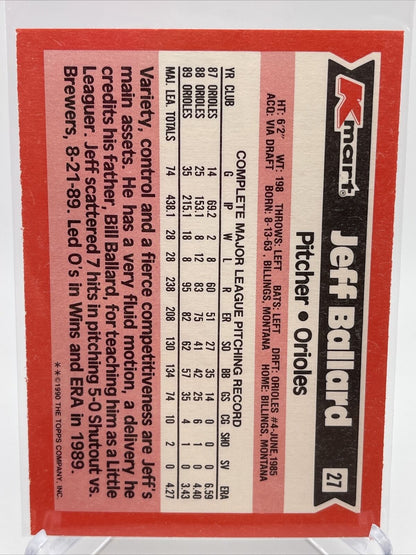 Kmart®
Jeff Ballard
27
Pitcher • Orioles
HT: 6'2" WT: 198 THROWS: LEFT BATS: LEFT DRFT: ORIOLES #4-JUNE, 1985
ACQ: VIA DRAFT BORN: 8-13-63, BILLINGS, MONTANA HOME: BILLINGS, MONTANA
COMPLETE MAJOR LEAGUE PITCHING RECORD
YR CLUB G IP W L R ER SO BB GS CG SHO SV ERA
87 ORIOLES 14 69.2 2 8 60 51 27 35 14 0 0 0 6.59
88 ORIOLES 25 153.1 8 12 83 75 41 42 25 6 1 0 4.40
89 ORIOLES 35 215.1 18 8 95 82 62 57 35 4 1 0 3.43
MAJ. LEA. TOTALS 74 438.1 28 28 238 208 130 134 74 10 2 0 4.27
Variety, control and a fierce competitiveness are Jeff's
main assets. He has a very fluid motion, a delivery he
credits his father, Bill Ballard, for teaching him as a Little
Leaguer. Jeff scattered 7 hits in pitching 5-0 Shutout vs.
Brewers, 8-21-89. Led O's in Wins and ERA in 1989.
**©1990 THE TOPPS COMPANY, INC.